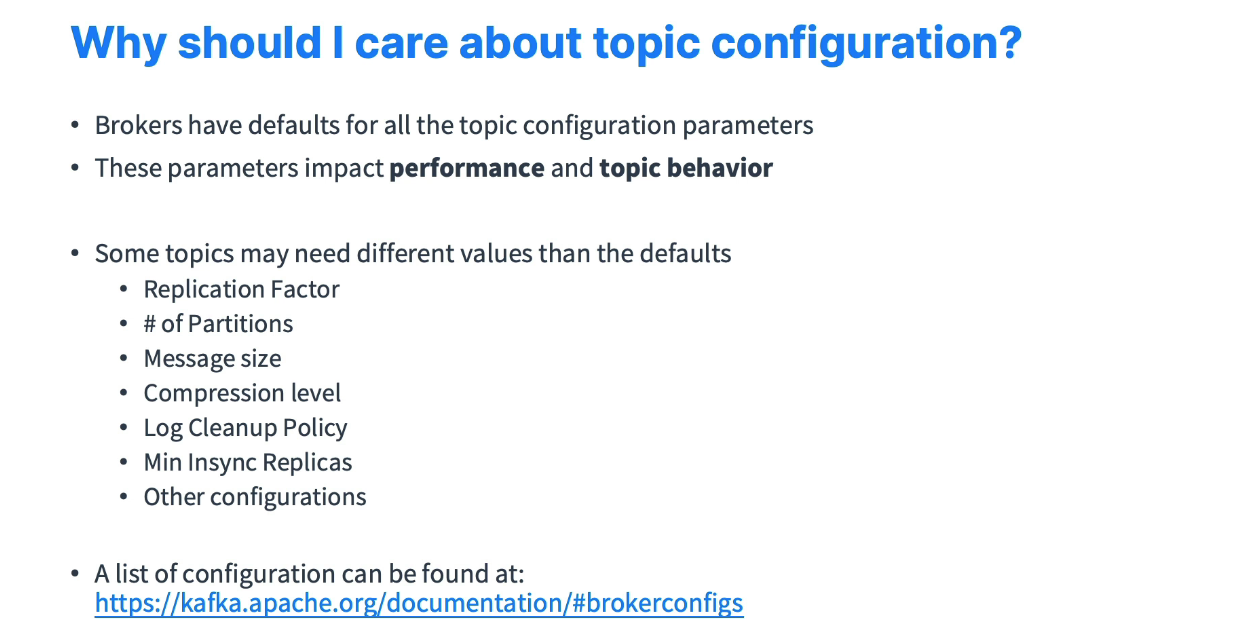 Why should I care about topic configuration?
• Brokers have defaults for all the topic configuration parameters
• These parameters impact performance and topic behavior
• Some topics may need different values than the defaults
• Replication Factor
• # of Partitions
• Message size
• Compression level
• Log Cleanup Policy
• Min Insync Replicas
• Other configurations
• A list of configuration can be found at:
https://kafka.apache.org/documentation/#brokerconfigs